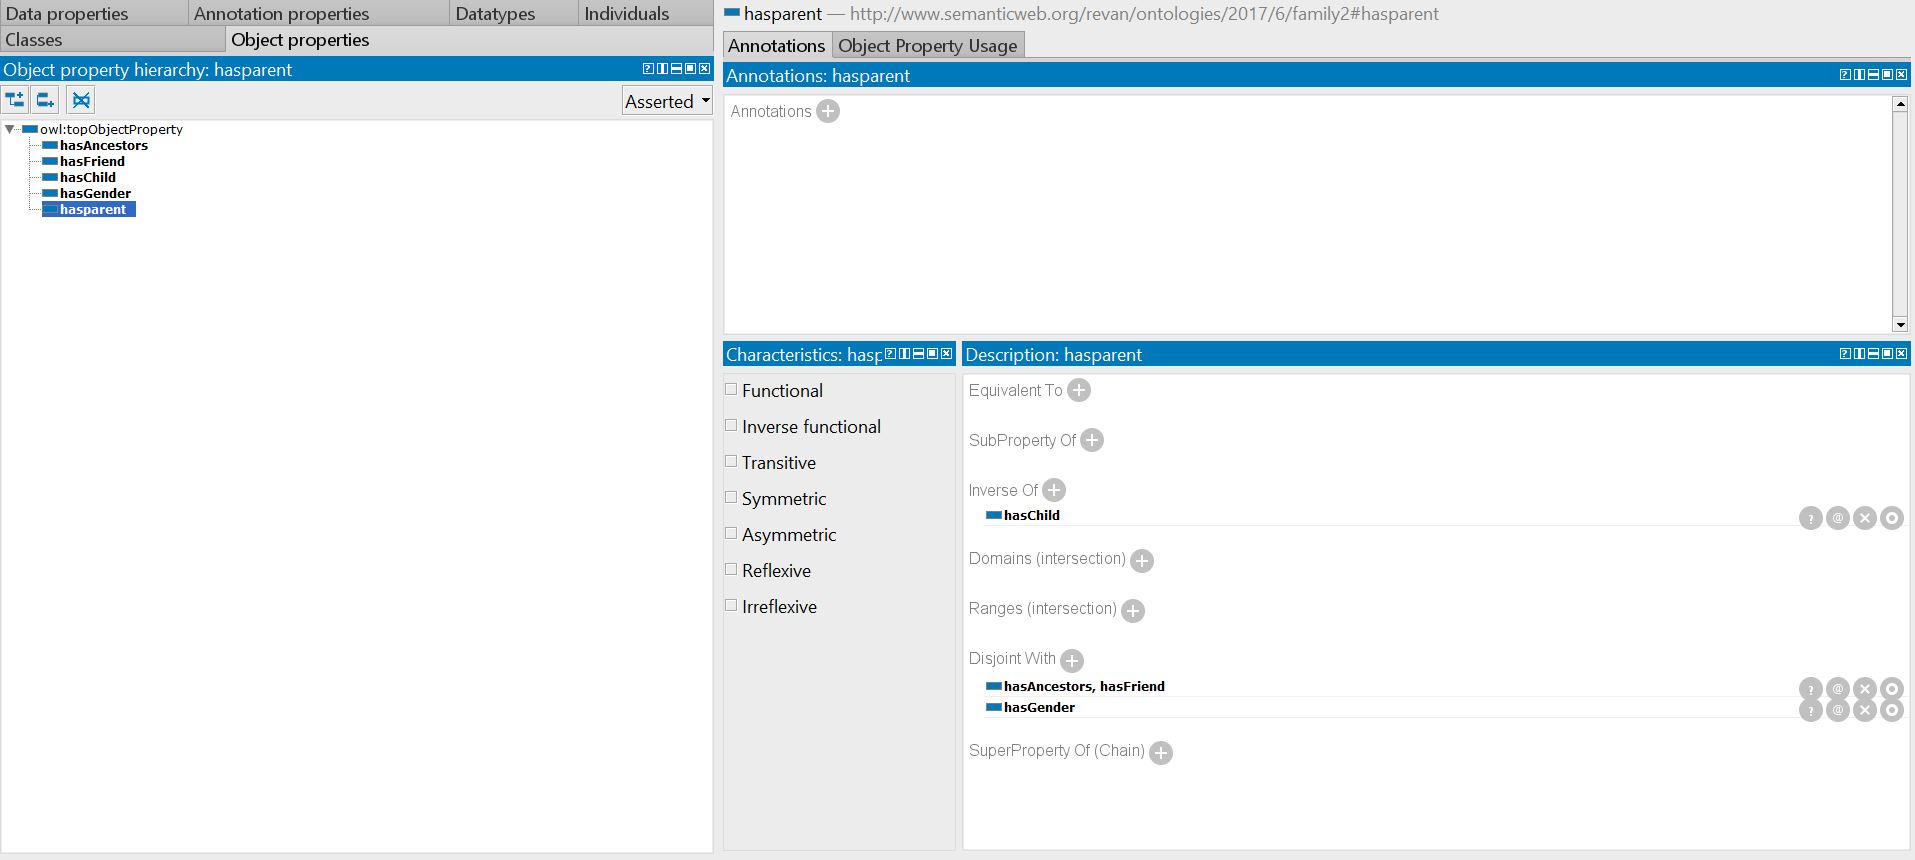 Data properties Annotation properties Datatypes Individuals
Classes Object properties
Object property hierarchy: hasparent
Asserted
owl:topObjectProperty
hasAncestors
hasFriend
hasChild
hasGender
hasparent
hasparent — http://www.semanticweb.org/revan/ontologies/2017/6/family2#hasparent
Annotations Object Property Usage
Annotations: hasparent
Annotations
Characteristics: hasp
Functional
Inverse functional
Transitive
Symmetric
Asymmetric
Reflexive
Irreflexive
Description: hasparent
Equivalent To
SubProperty Of
Inverse Of
hasChild
Domains (intersection)
Ranges (intersection)
Disjoint With
hasAncestors, hasFriend
hasGender
SuperProperty Of (Chain)